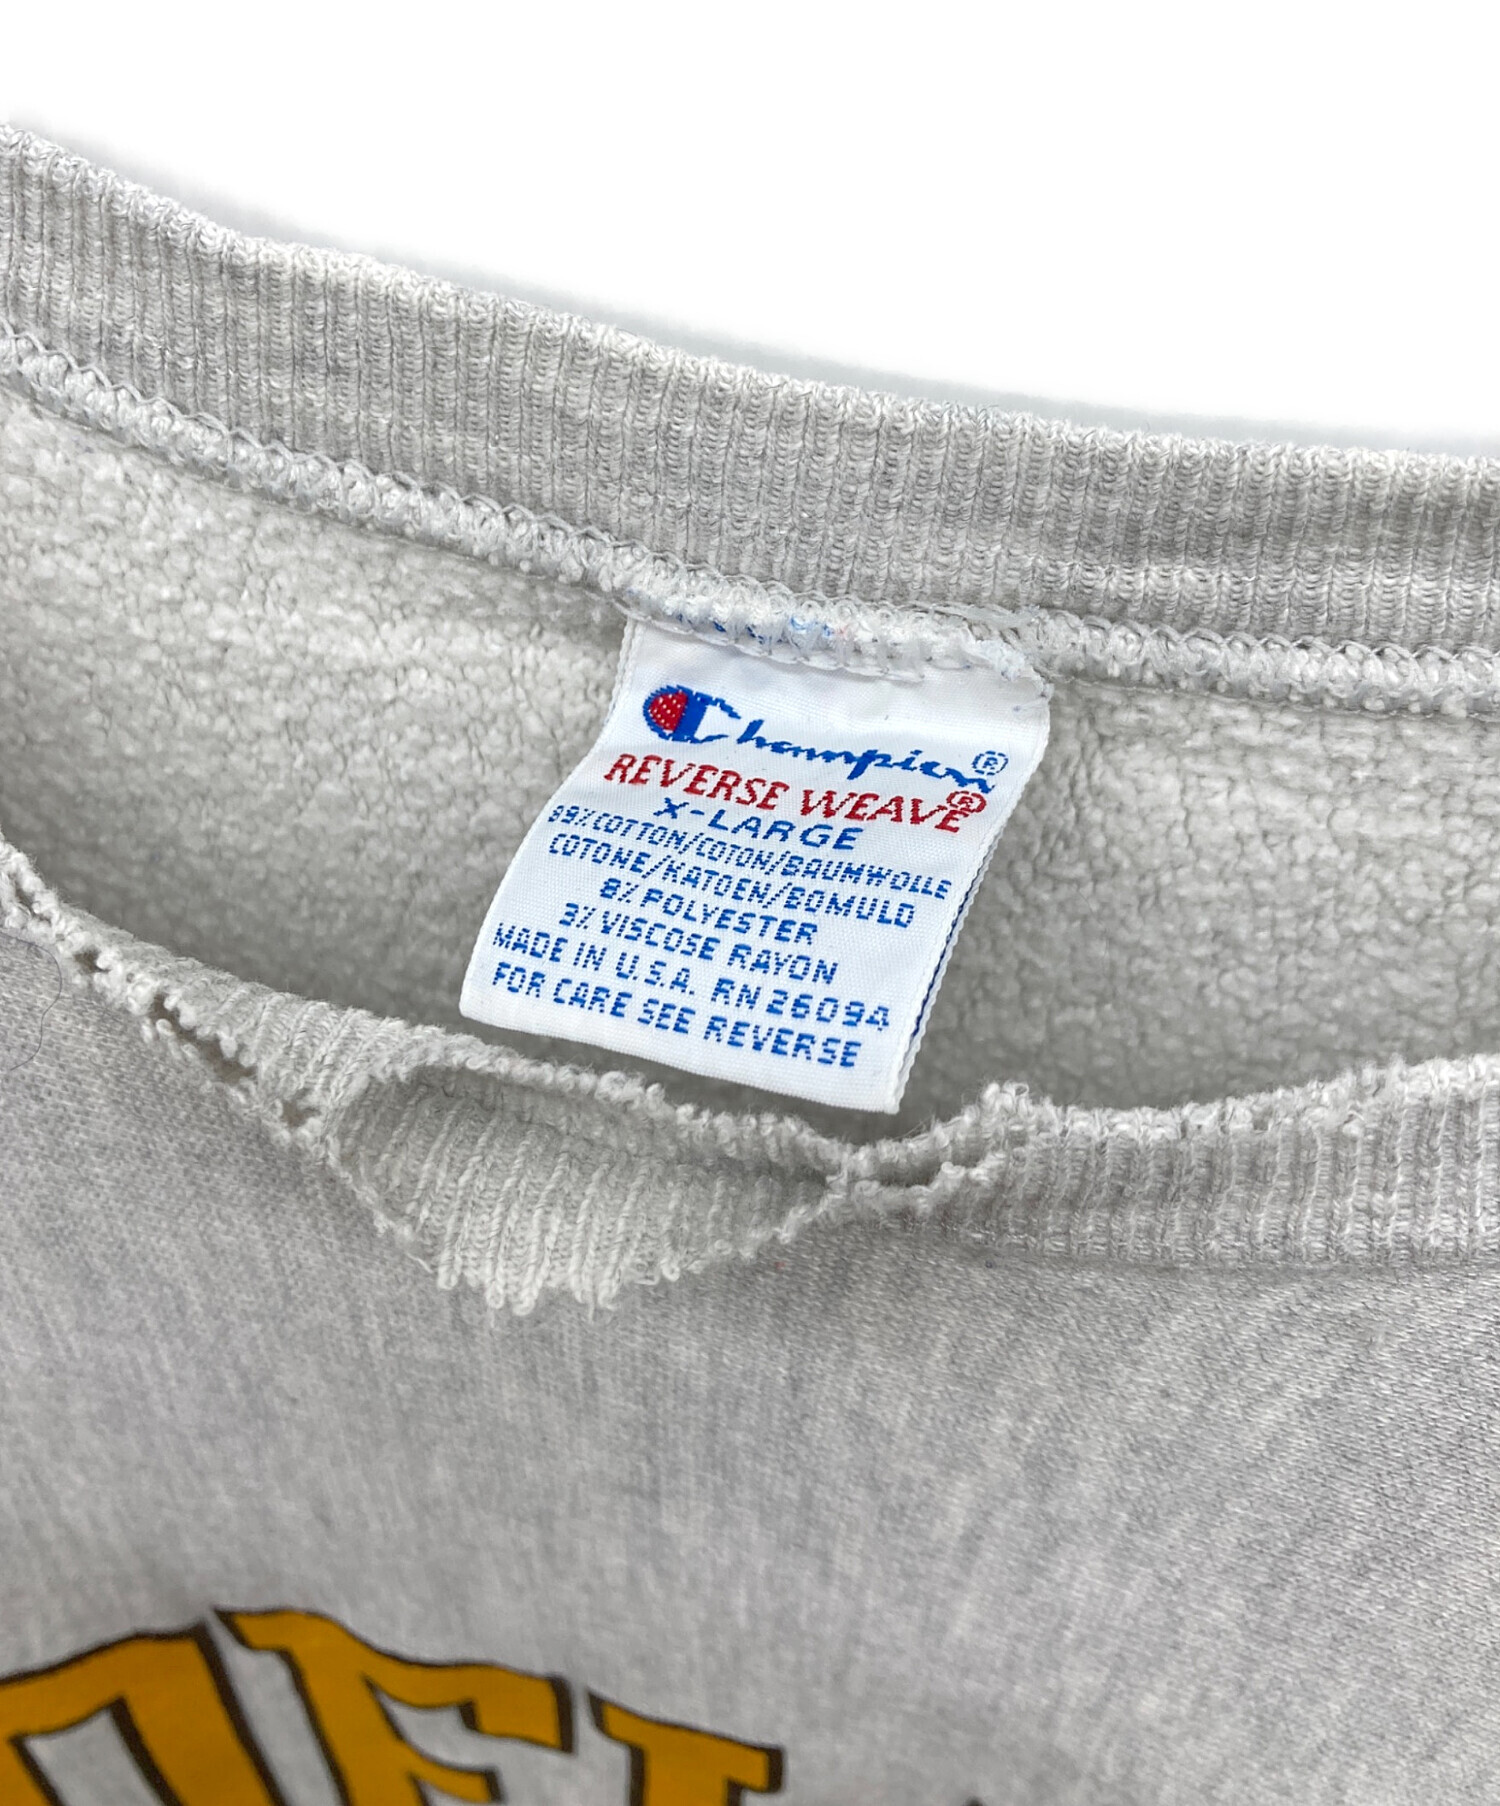 Champion®
REVERSE WEAVE®
X-LARGE
89% COTTON/COTON/BAUMWOLLE
COTONE/KATOEN/BOMULD
8% POLYESTER
3% VISCOSE RAYON
MADE IN U.S.A. RN 26094
FOR CARE SEE REVERSE